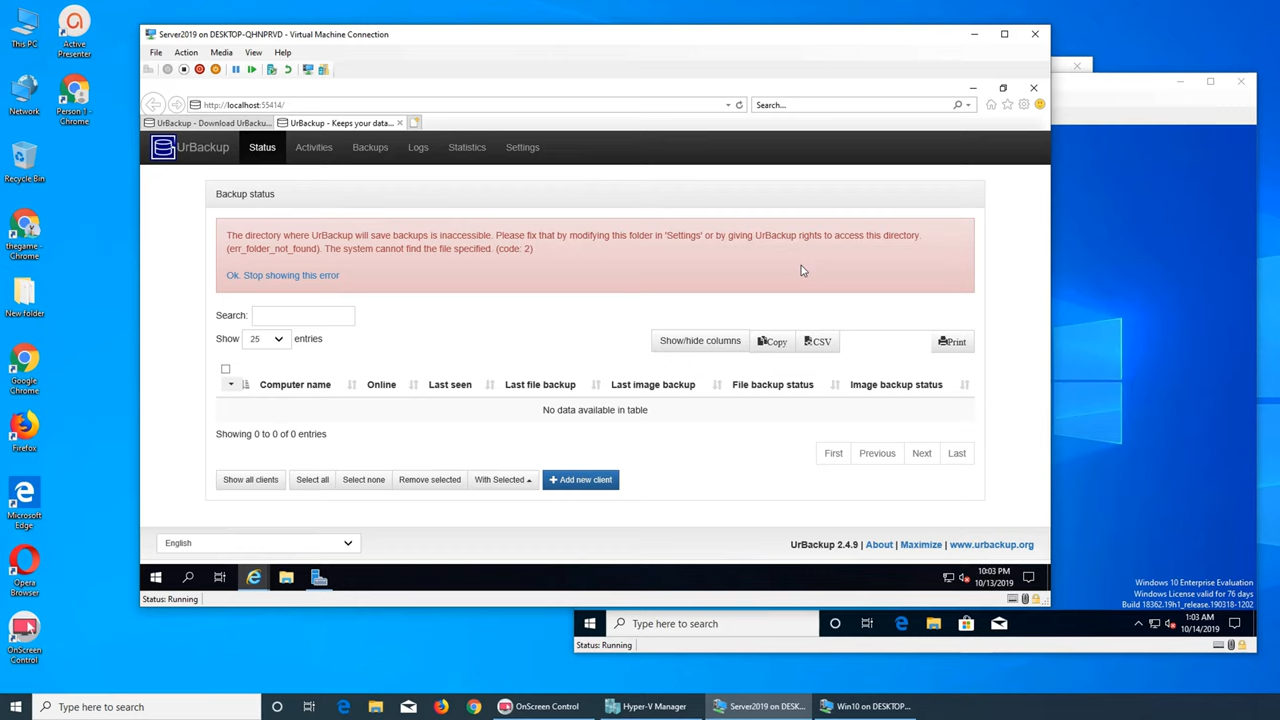 This PC
Active
Presenter
Network
Person 1 -
Chrome
Recycle Bin
thegame -
Chrome
New folder
Google
Chrome
Firefox
Microsoft
Edge
Opera
Browser
OnScreen
Control
Server2019 on DESKTOP-QHNPRVD - Virtual Machine Connection
File Action Media View Help
http://localhost:55414/
Search...
UrBackup - Download UrBacku...
UrBackup - Keeps your data...
UrBackup Status Activities Backups Logs Statistics Settings
Backup status
The directory where UrBackup will save backups is inaccessible. Please fix that by modifying this folder in 'Settings' or by giving UrBackup rights to access this directory.
(err_folder_not_found). The system cannot find the file specified. (code: 2)
Ok. Stop showing this error
Search:
Show 25 entries
Show/hide columns Copy CSV Print
Computer name Online Last seen Last file backup Last image backup File backup status Image backup status
No data available in table
Showing 0 to 0 of 0 entries
First Previous Next Last
Show all clients Select all Select none Remove selected With Selected + Add new client
English
UrBackup 2.4.9 | About | Maximize | www.urbackup.org
10:03 PM
10/13/2019
Status: Running
Windows 10 Enterprise Evaluation
Windows License valid for 76 days
Build 18362.19h1_release.190318-1202
Type here to search
1:03 AM
10/14/2019
Status: Running
Type here to search
OnScreen Control
Hyper-V Manager
Server2019 on DESK...
Win10 on DESKTOP...